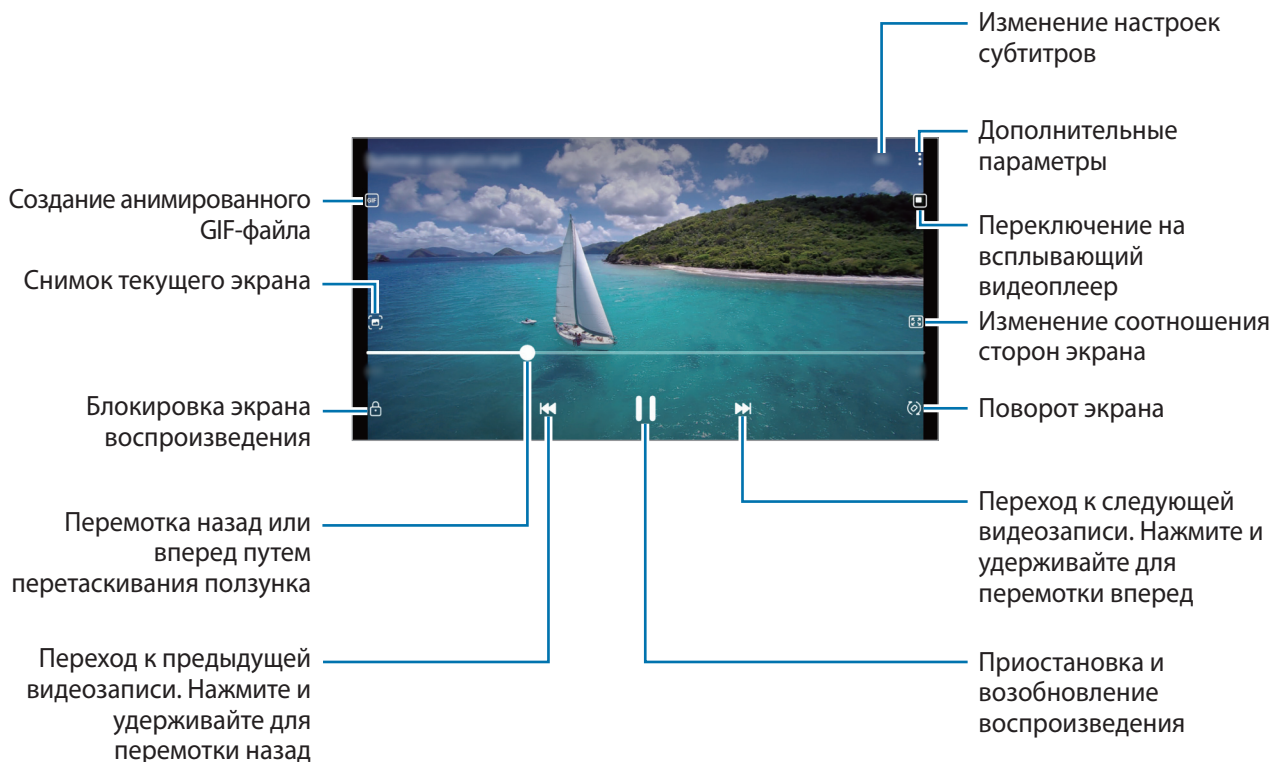 Изменение настроек
субтитров
Дополнительные
параметры
Создание анимированного
GIF-файла
GIF
Переключение на
всплывающий
видеоплеер
Снимок текущего экрана
Изменение соотношения
сторон экрана
Блокировка экрана
воспроизведения
Поворот экрана
Перемотка назад или
вперед путем
перетаскивания ползунка
Переход к следующей
видеозаписи. Нажмите и
удерживайте для
перемотки вперед
Переход к предыдущей
видеозаписи. Нажмите и
удерживайте для
перемотки назад
Приостановка и
возобновление
воспроизведения